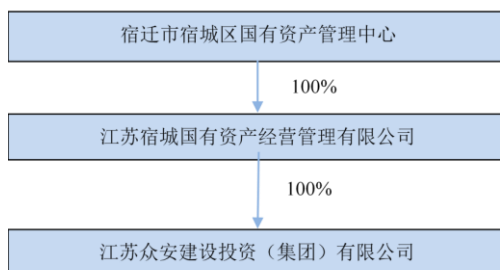 宿迁市宿城区国有资产管理中心
100%
江苏宿城国有资产经营管理有限公司
100%
江苏众安建设投资（集团）有限公司